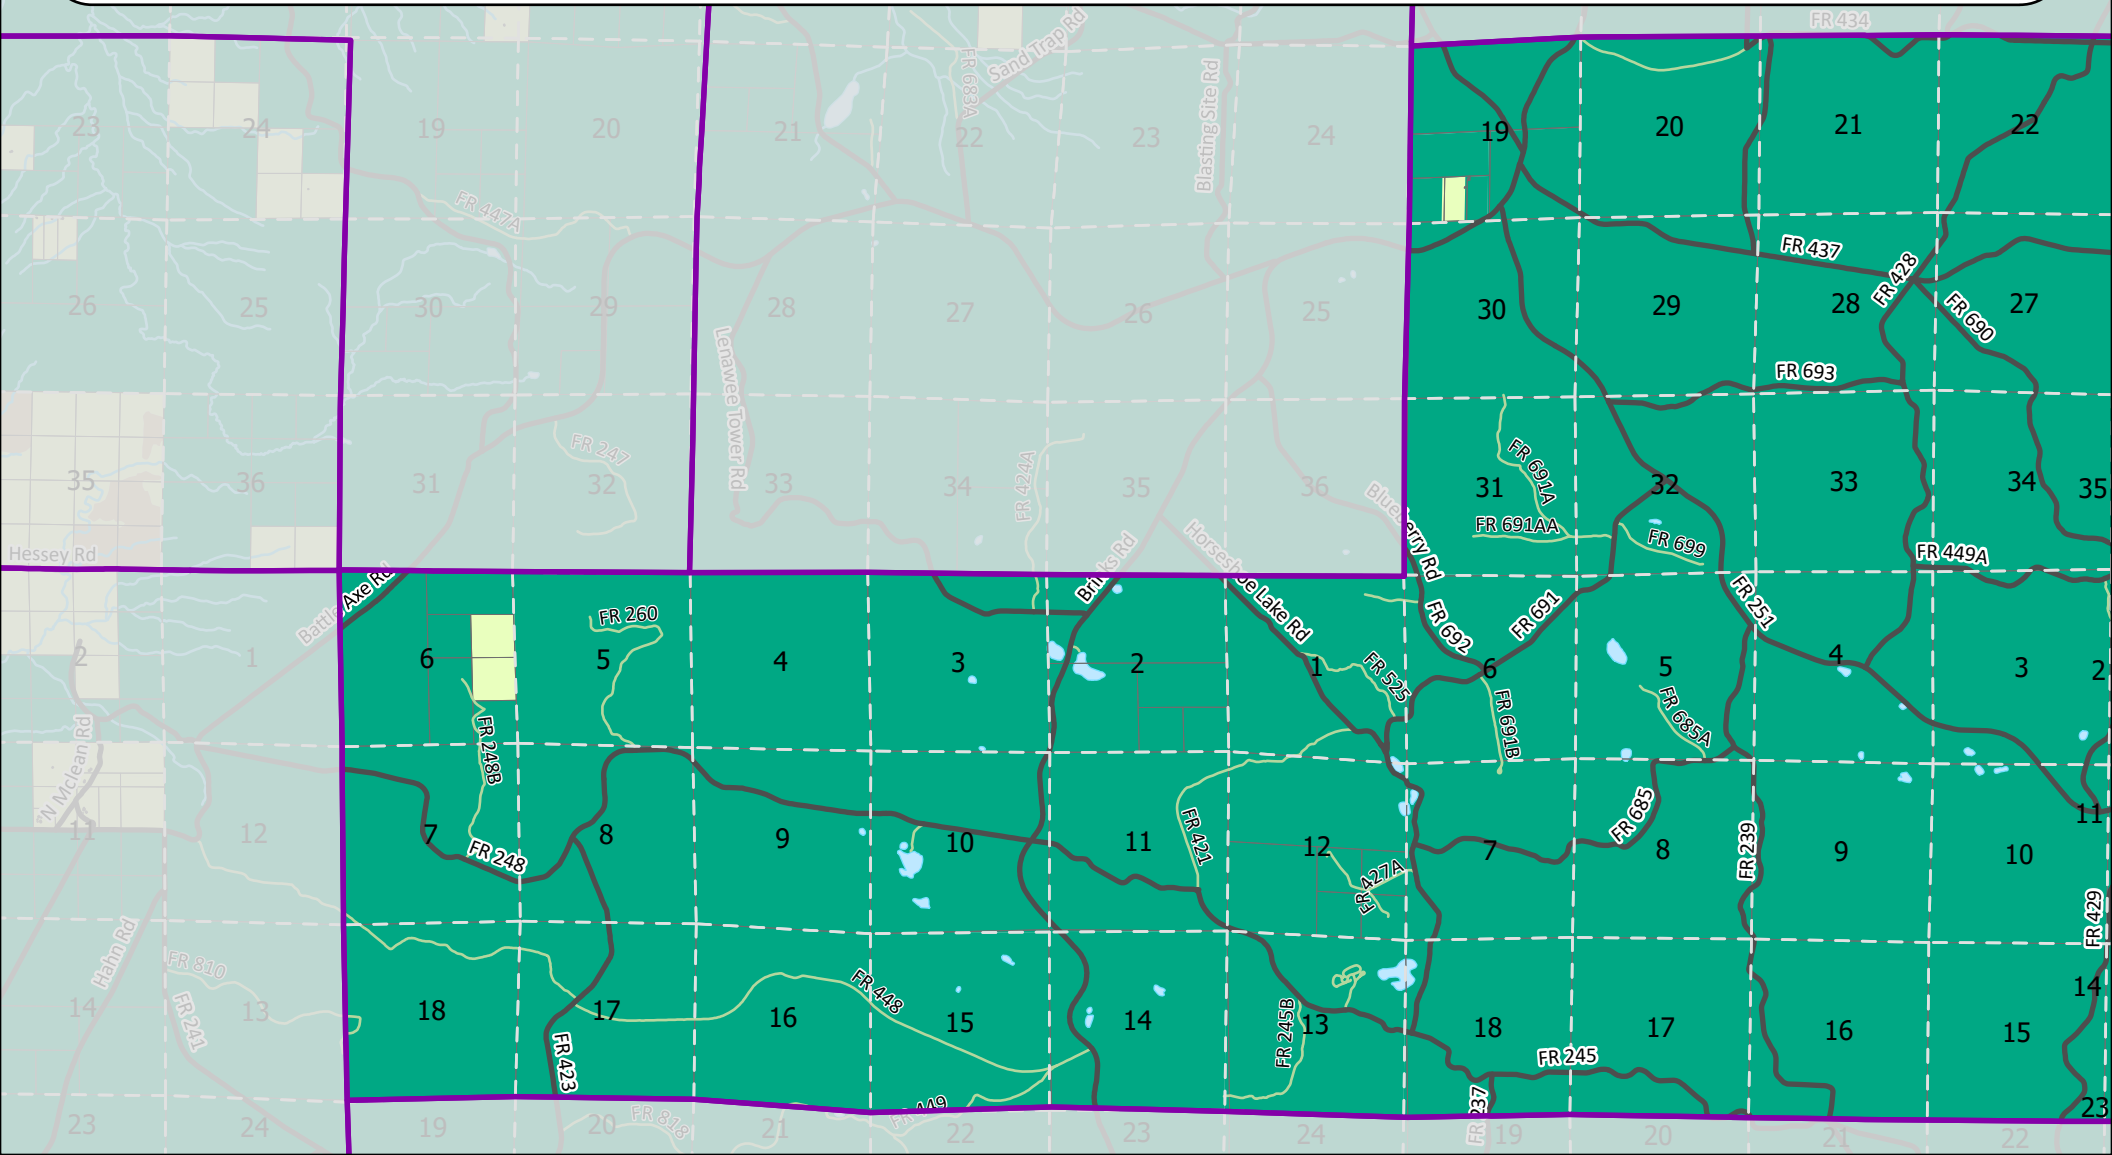 FR 434
Sand Trap Rd
FR 683A
Blasting Site Rd
23
24
19
20
21
22
23
24
19
20
21
22
FR 447A
FR 437
FR 428
26
25
30
29
28
27
26
25
30
29
28
27
FR 690
Lenawee Tower Rd
FR 693
FR 247
FR 424A
FR 691A
35
36
31
32
33
34
35
36
31
32
33
34
35
Blueberry Rd
FR 691AA
FR 699
FR 449A
Hessey Rd
Battle Axe Rd
Brinks Rd
Horseshoe Lake Rd
FR 260
FR 692
FR 691
FR 251
2
1
6
5
4
3
2
1
6
5
4
3
2
FR 525
FR 248B
FR 691B
FR 685A
N Mclean Rd
FR 421
FR 685
FR 239
11
12
7
8
9
10
11
12
7
8
9
10
11
FR 248
FR 427A
FR
FR 429
Hahn Rd
FR 810
FR 241
FR 448
14
13
18
17
16
15
14
13
18
17
16
15
14
FR 245B
FR 423
FR 245
FR 449
FR 818
FR 237
23
24
19
20
21
22
23
24
19
20
21
22
23